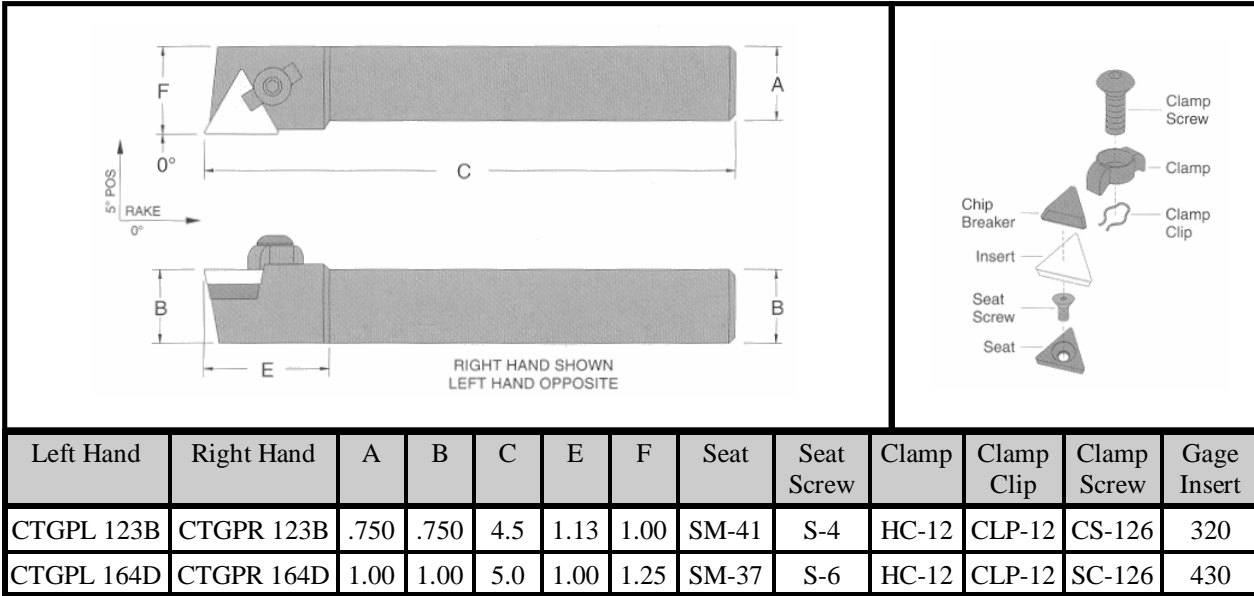 F
A
0°
C
5° POS
RAKE
0°
B
B
E
RIGHT HAND SHOWN
LEFT HAND OPPOSITE
Clamp
Screw
Clamp
Chip
Breaker
Clamp
Clip
Insert
Seat
Screw
Seat
Left Hand Right Hand A B C E F Seat Seat Screw Clamp Clamp Clip Clamp Screw Gage Insert
CTGPL 123B CTGPR 123B .750 .750 4.5 1.13 1.00 SM-41 S-4 HC-12 CLP-12 CS-126 320
CTGPL 164D CTGPR 164D 1.00 1.00 5.0 1.00 1.25 SM-37 S-6 HC-12 CLP-12 SC-126 430